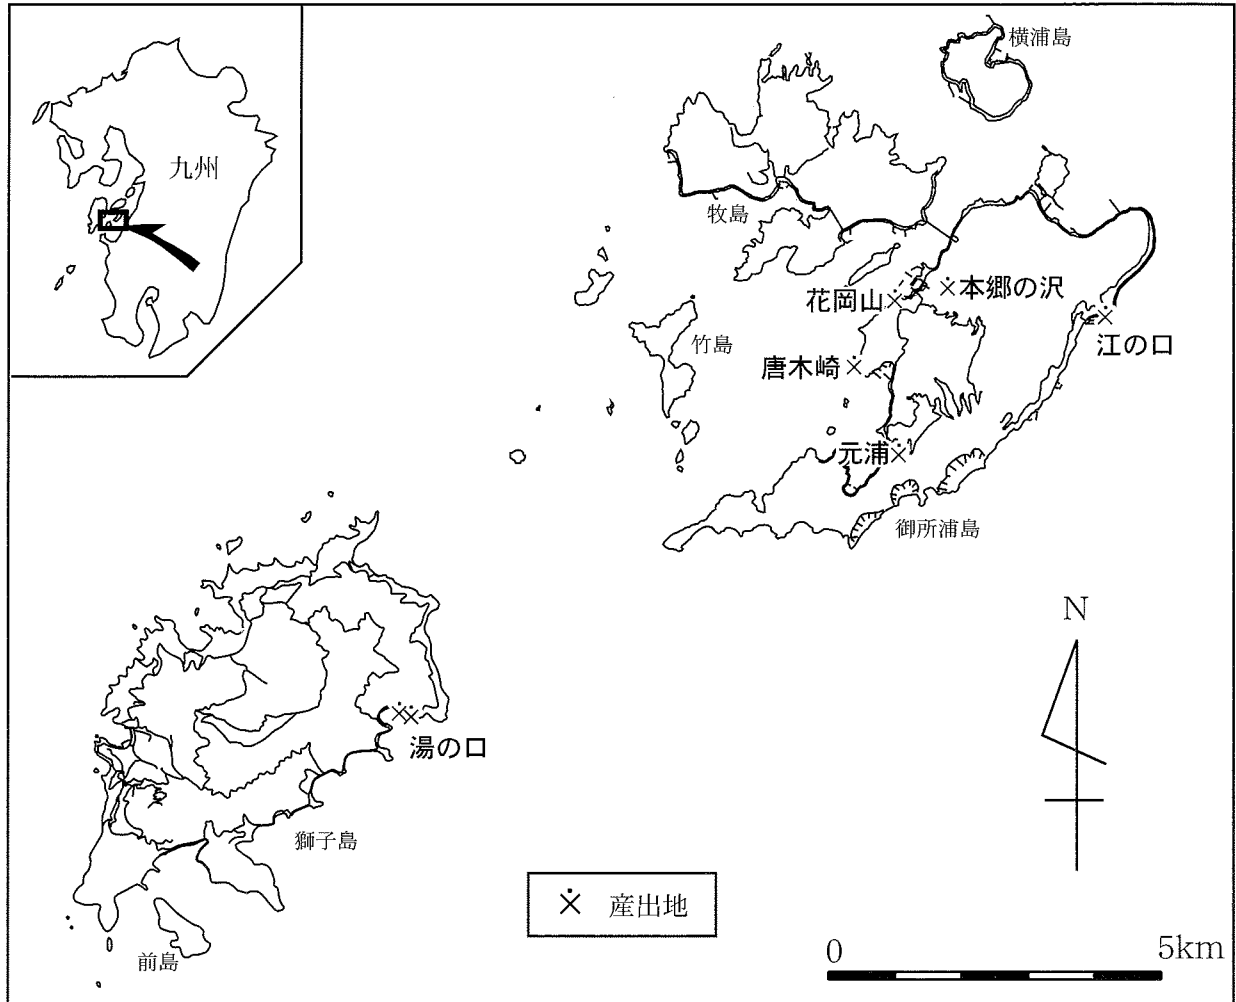 横浦島
九州
牧島
花岡山
本郷の沢
竹島
江の口
唐木崎
元浦
御所浦島
N
湯の口
獅子島
産出地
前島
0 5km